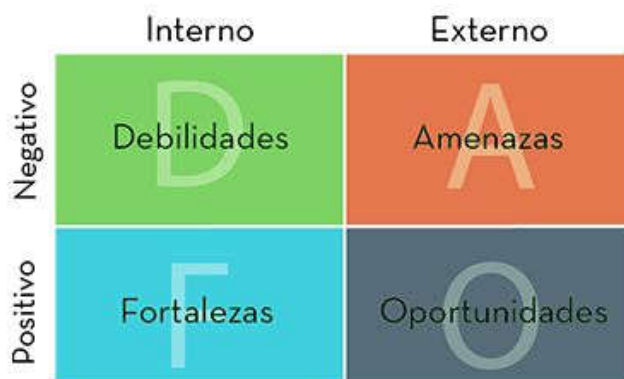 Interno Externo
Negativo
D
Debilidades
A
Amenazas
Positivo
F
Fortalezas
O
Oportunidades